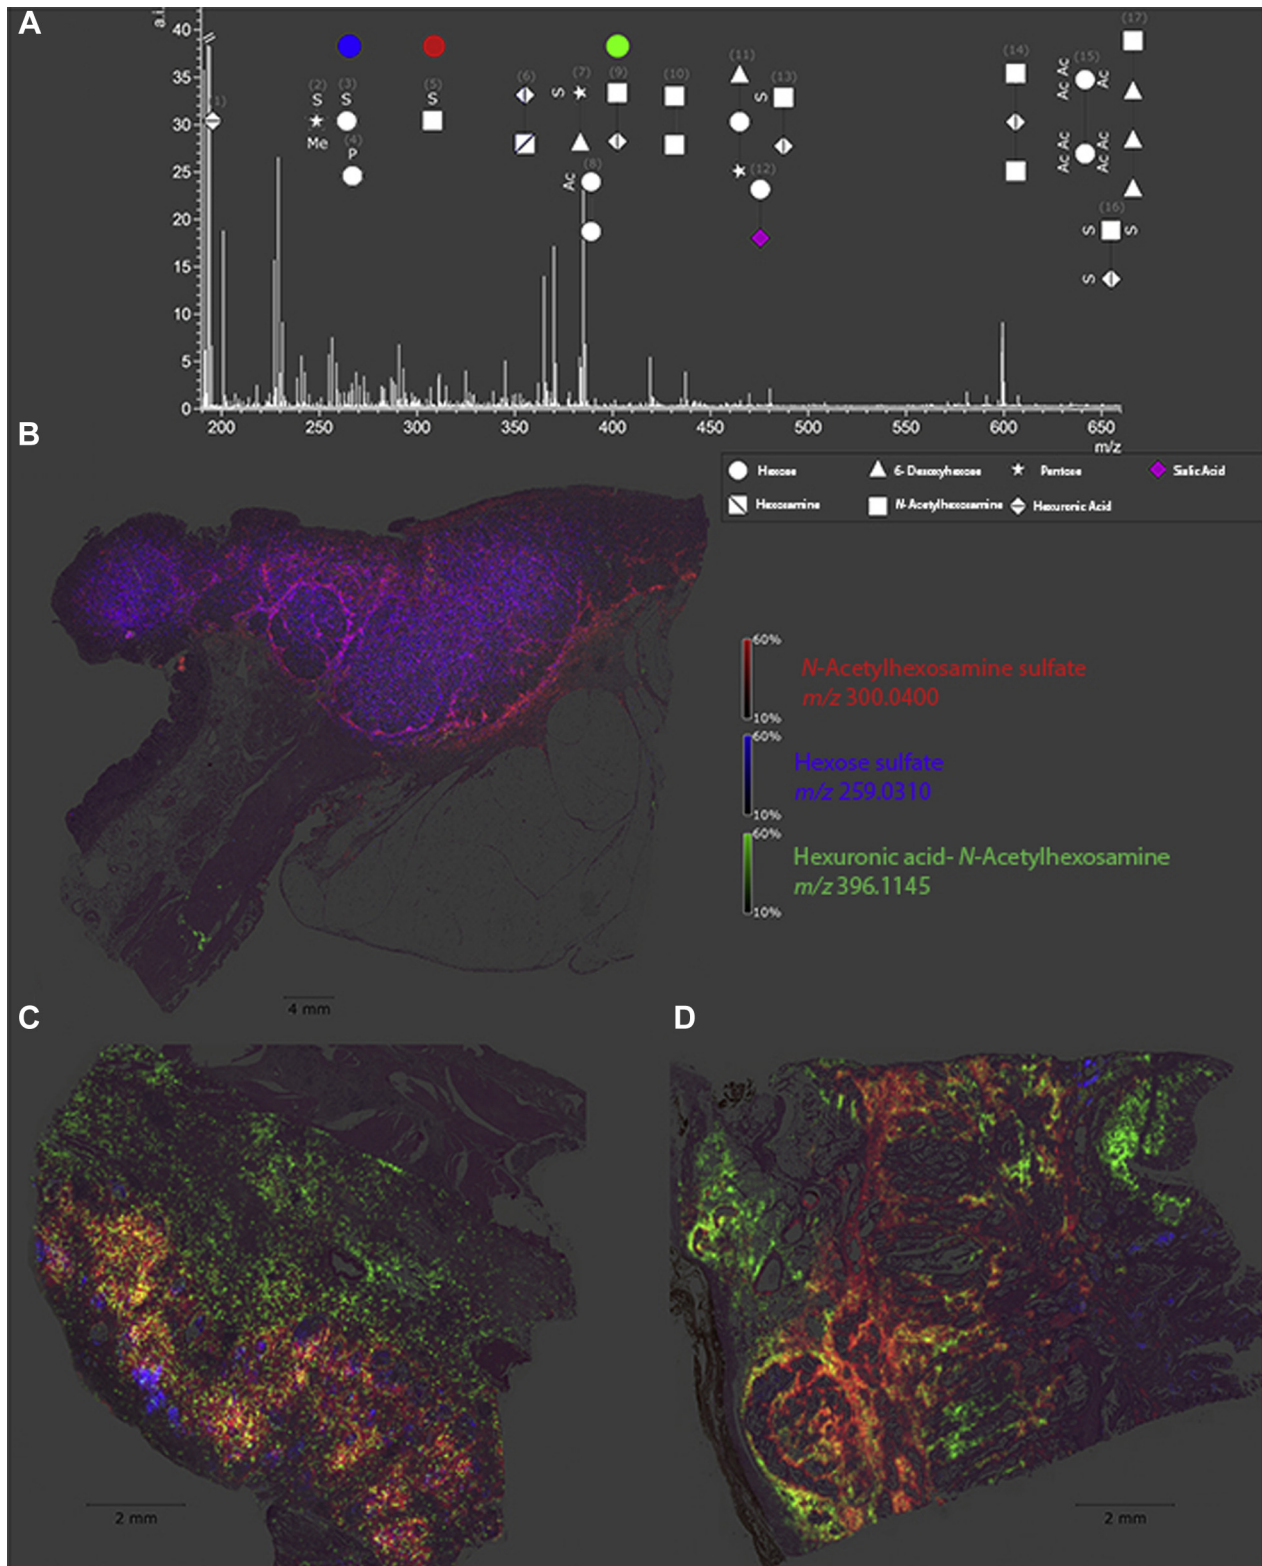 A
a.i.
40
35
30
25
20
15
10
5
0
(1)
(2)
S
Me
(3)
S
(4)
P
(5)
S
(6)
(7)
S
(8)
Ac
(9)
(10)
(11)
(12)
(13)
S
(14)
(15)
Ac Ac
Ac
Ac Ac
Ac Ac
(16)
S
S
S
(17)
200
250
300
350
400
450
500
550
600
650
m/z
Hexose
6-Desoxyhexose
Pentose
Sialic Acid
Hexosamine
N-Acetylhexosamine
Hexuronic Acid
B
60%
10%
N-Acetylhexosamine sulfate
m/z 300.0400
60%
10%
Hexose sulfate
m/z 259.0310
60%
10%
Hexuronic acid- N-Acetylhexosamine
m/z 396.1145
4 mm
C
2 mm
D
2 mm